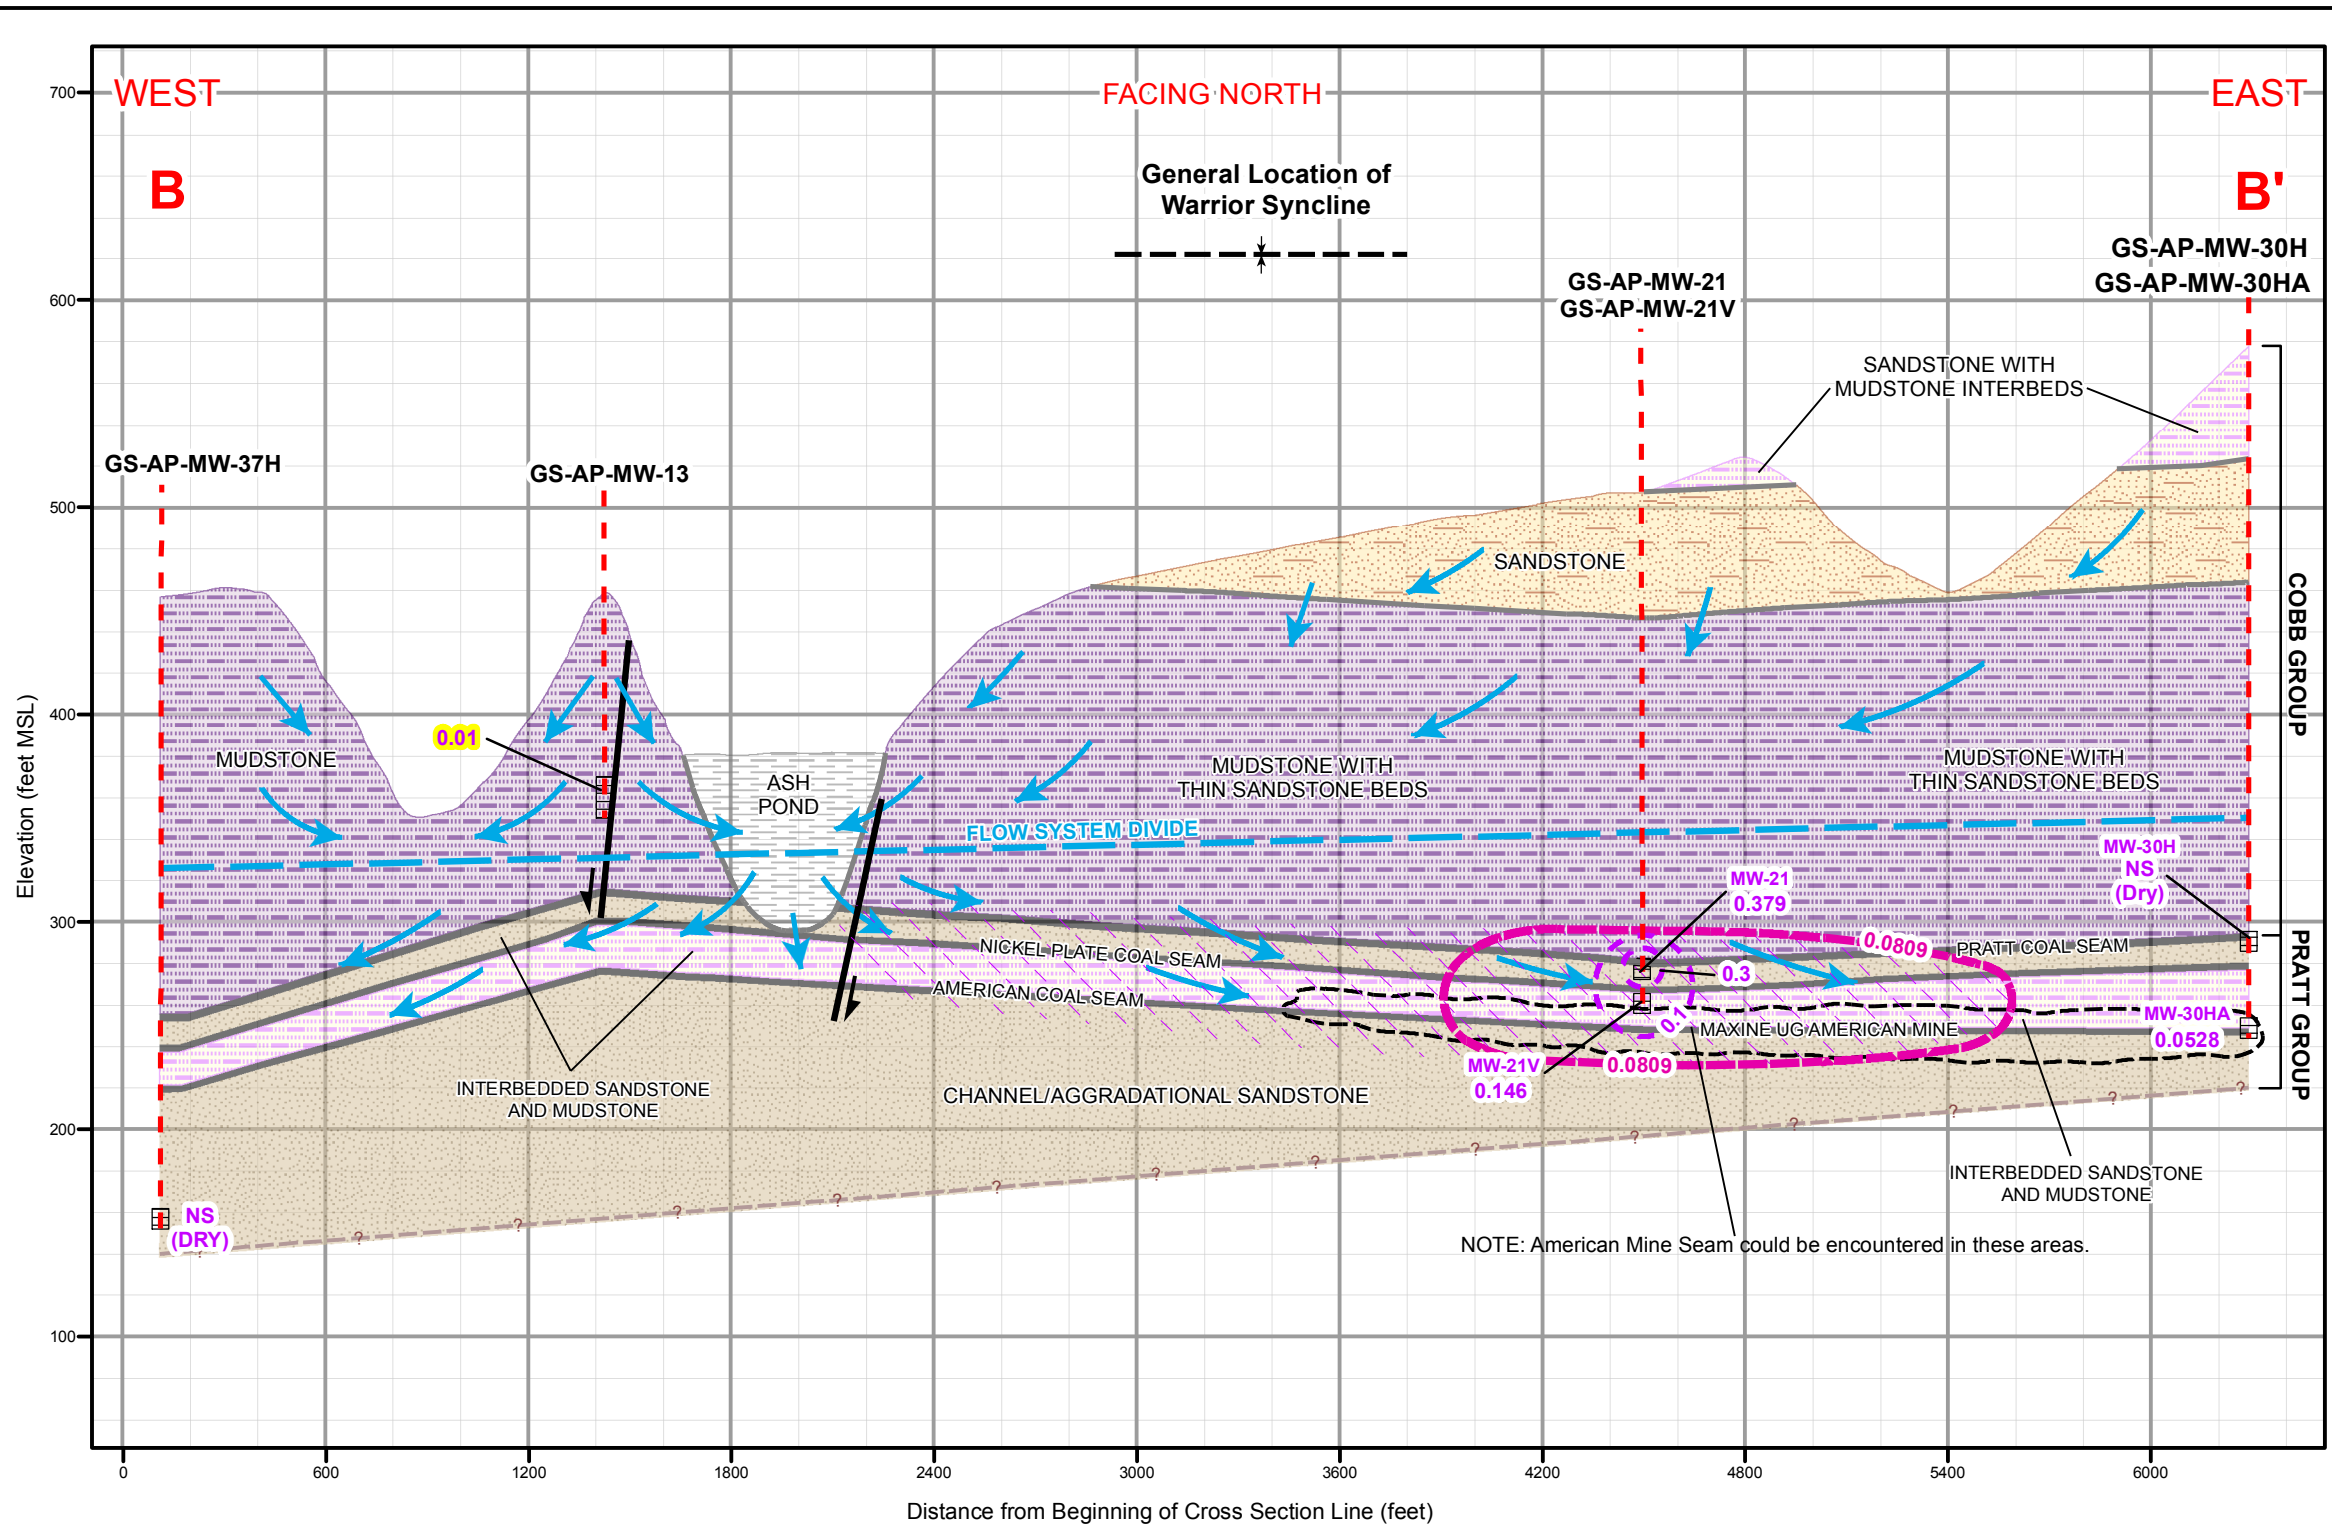 WEST
FACING NORTH
EAST
B
B'
General Location of
Warrior Syncline
GS-AP-MW-30H
GS-AP-MW-30HA
GS-AP-MW-21
GS-AP-MW-21V
SANDSTONE WITH
MUDSTONE INTERBEDS
GS-AP-MW-37H
GS-AP-MW-13
SANDSTONE
COBB GROUP
0.01
MUDSTONE
ASH
POND
MUDSTONE WITH
THIN SANDSTONE BEDS
MUDSTONE WITH
THIN SANDSTONE BEDS
FLOW SYSTEM DIVIDE
MW-30H
NS
(Dry)
MW-21
0.379
0.0809
PRATT COAL SEAM
NICKEL PLATE COAL SEAM
0.3
AMERICAN COAL SEAM
0.1
MAXINE UG AMERICAN MINE
MW-30HA
0.0528
PRATT GROUP
MW-21V
0.146
0.0809
INTERBEDDED SANDSTONE
AND MUDSTONE
CHANNEL/AGGRADATIONAL SANDSTONE
INTERBEDDED SANDSTONE
AND MUDSTONE
NS
(DRY)
? ? ? ? ? ? ? ? ? ? ? ? ? ?
NOTE: American Mine Seam could be encountered in these areas.
Elevation (feet MSL)
700
600
500
400
300
200
100
0 600 1200 1800 2400 3000 3600 4200 4800 5400 6000
Distance from Beginning of Cross Section Line (feet)